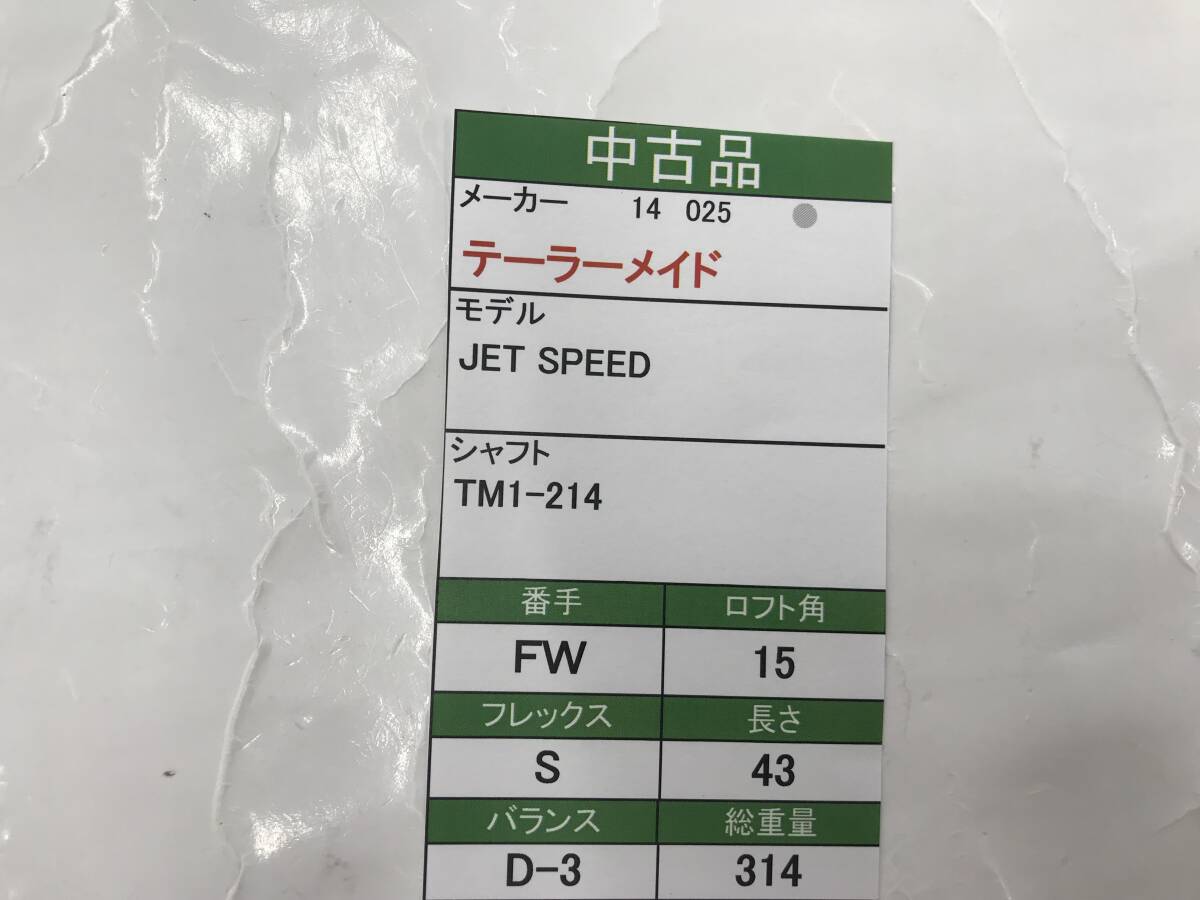 中古品
メーカー 14 025
テーラーメイド
モデル
JET SPEED
シャフト
TM1-214
番手 ロフト角
FW 15
フレックス 長さ
S 43
バランス 総重量
D-3 314